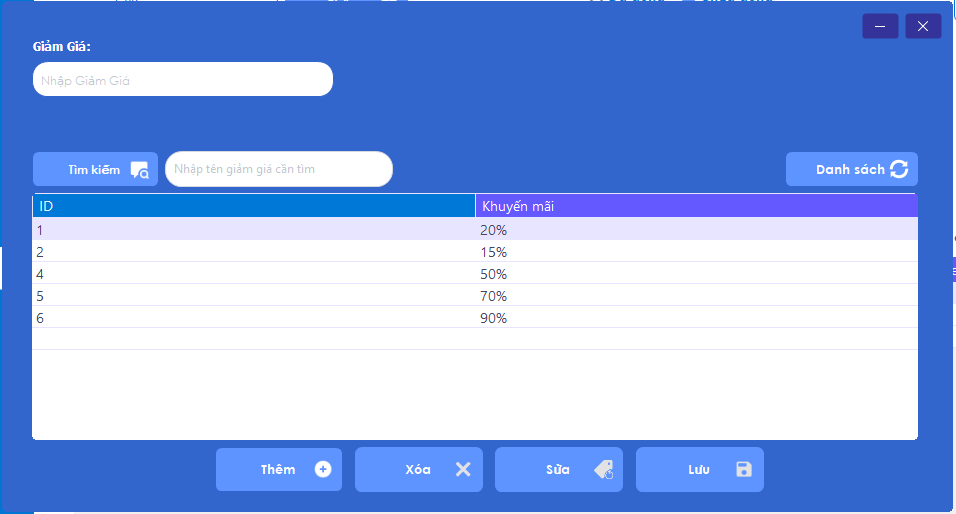 Giảm Giá:
Nhập Giảm Giá
Tìm kiếm
Nhập tên giảm giá cần tìm
Danh sách
ID Khuyến mãi
1 20%
2 15%
4 50%
5 70%
6 90%
Thêm
Xóa
Sửa
Lưu